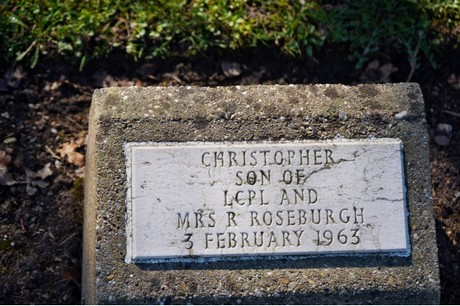 CHRISTOPHER
SON OF
LCPL AND
MRS R ROSEBURGH
3 FEBRUARY 1963